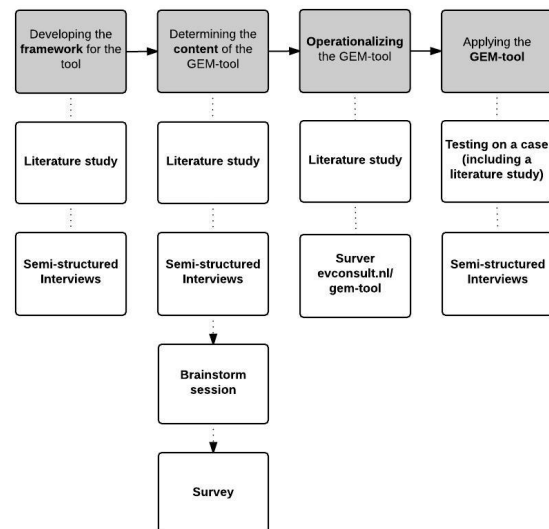 Developing the
framework for the
tool
Determining the
content of the
GEM-tool
Operationalizing
the GEM-tool
Applying the
GEM-tool
Literature study
Literature study
Literature study
Testing on a case
(including a
literature study)
Semi-structured
Interviews
Semi-structured
Interviews
Surver
evconsult.nl/
gem-tool
Semi-structured
Interviews
Brainstorm
session
Survey